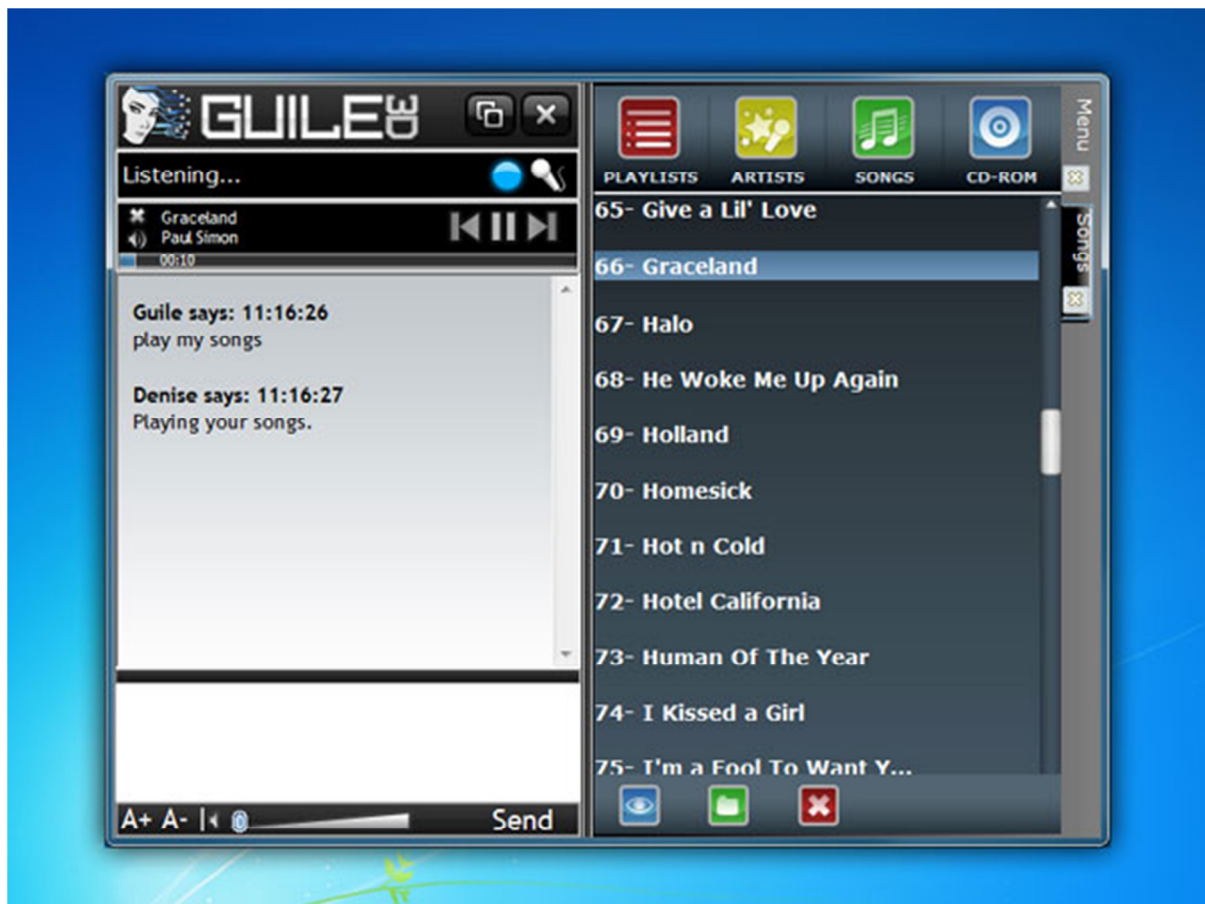 GUILE3D
Listening...
Graceland
Paul Simon
00:10
Guile says: 11:16:26
play my songs
Denise says: 11:16:27
Playing your songs.
A+ A-
Send
PLAYLISTS ARTISTS SONGS CD-ROM
65- Give a Lil' Love
66- Graceland
67- Halo
68- He Woke Me Up Again
69- Holland
70- Homesick
71- Hot n Cold
72- Hotel California
73- Human Of The Year
74- I Kissed a Girl
75- I'm a Fool To Want Y...
Menu
Songs